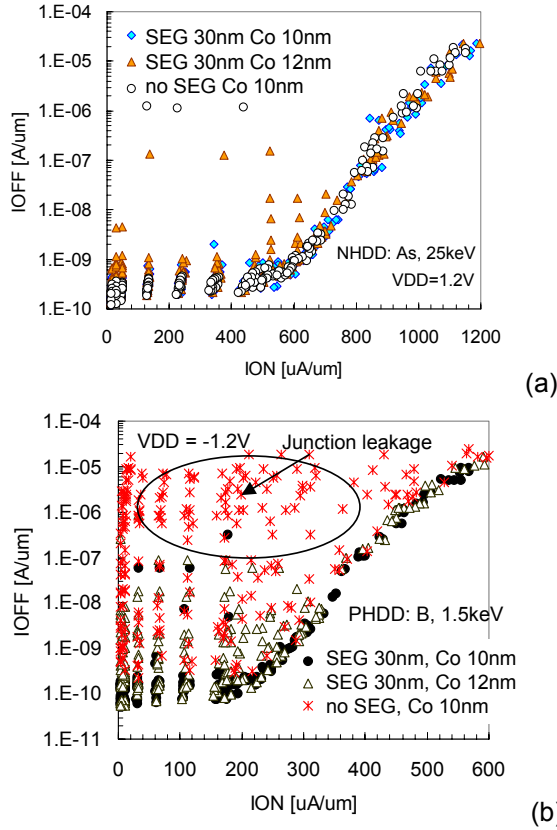 1.E-04
1.E-05
1.E-06
1.E-07
1.E-08
1.E-09
1.E-10
IOFF [A/um]
SEG 30nm Co 10nm
SEG 30nm Co 12nm
no SEG Co 10nm
NHDD: As, 25keV
VDD=1.2V
0 200 400 600 800 1000 1200
ION [uA/um]
(a)
1.E-04
1.E-05
1.E-06
1.E-07
1.E-08
1.E-09
1.E-10
1.E-11
IOFF [A/um]
VDD = -1.2V
Junction leakage
PHDD: B, 1.5keV
SEG 30nm, Co 10nm
SEG 30nm, Co 12nm
no SEG, Co 10nm
0 100 200 300 400 500 600
ION [uA/um]
(b)